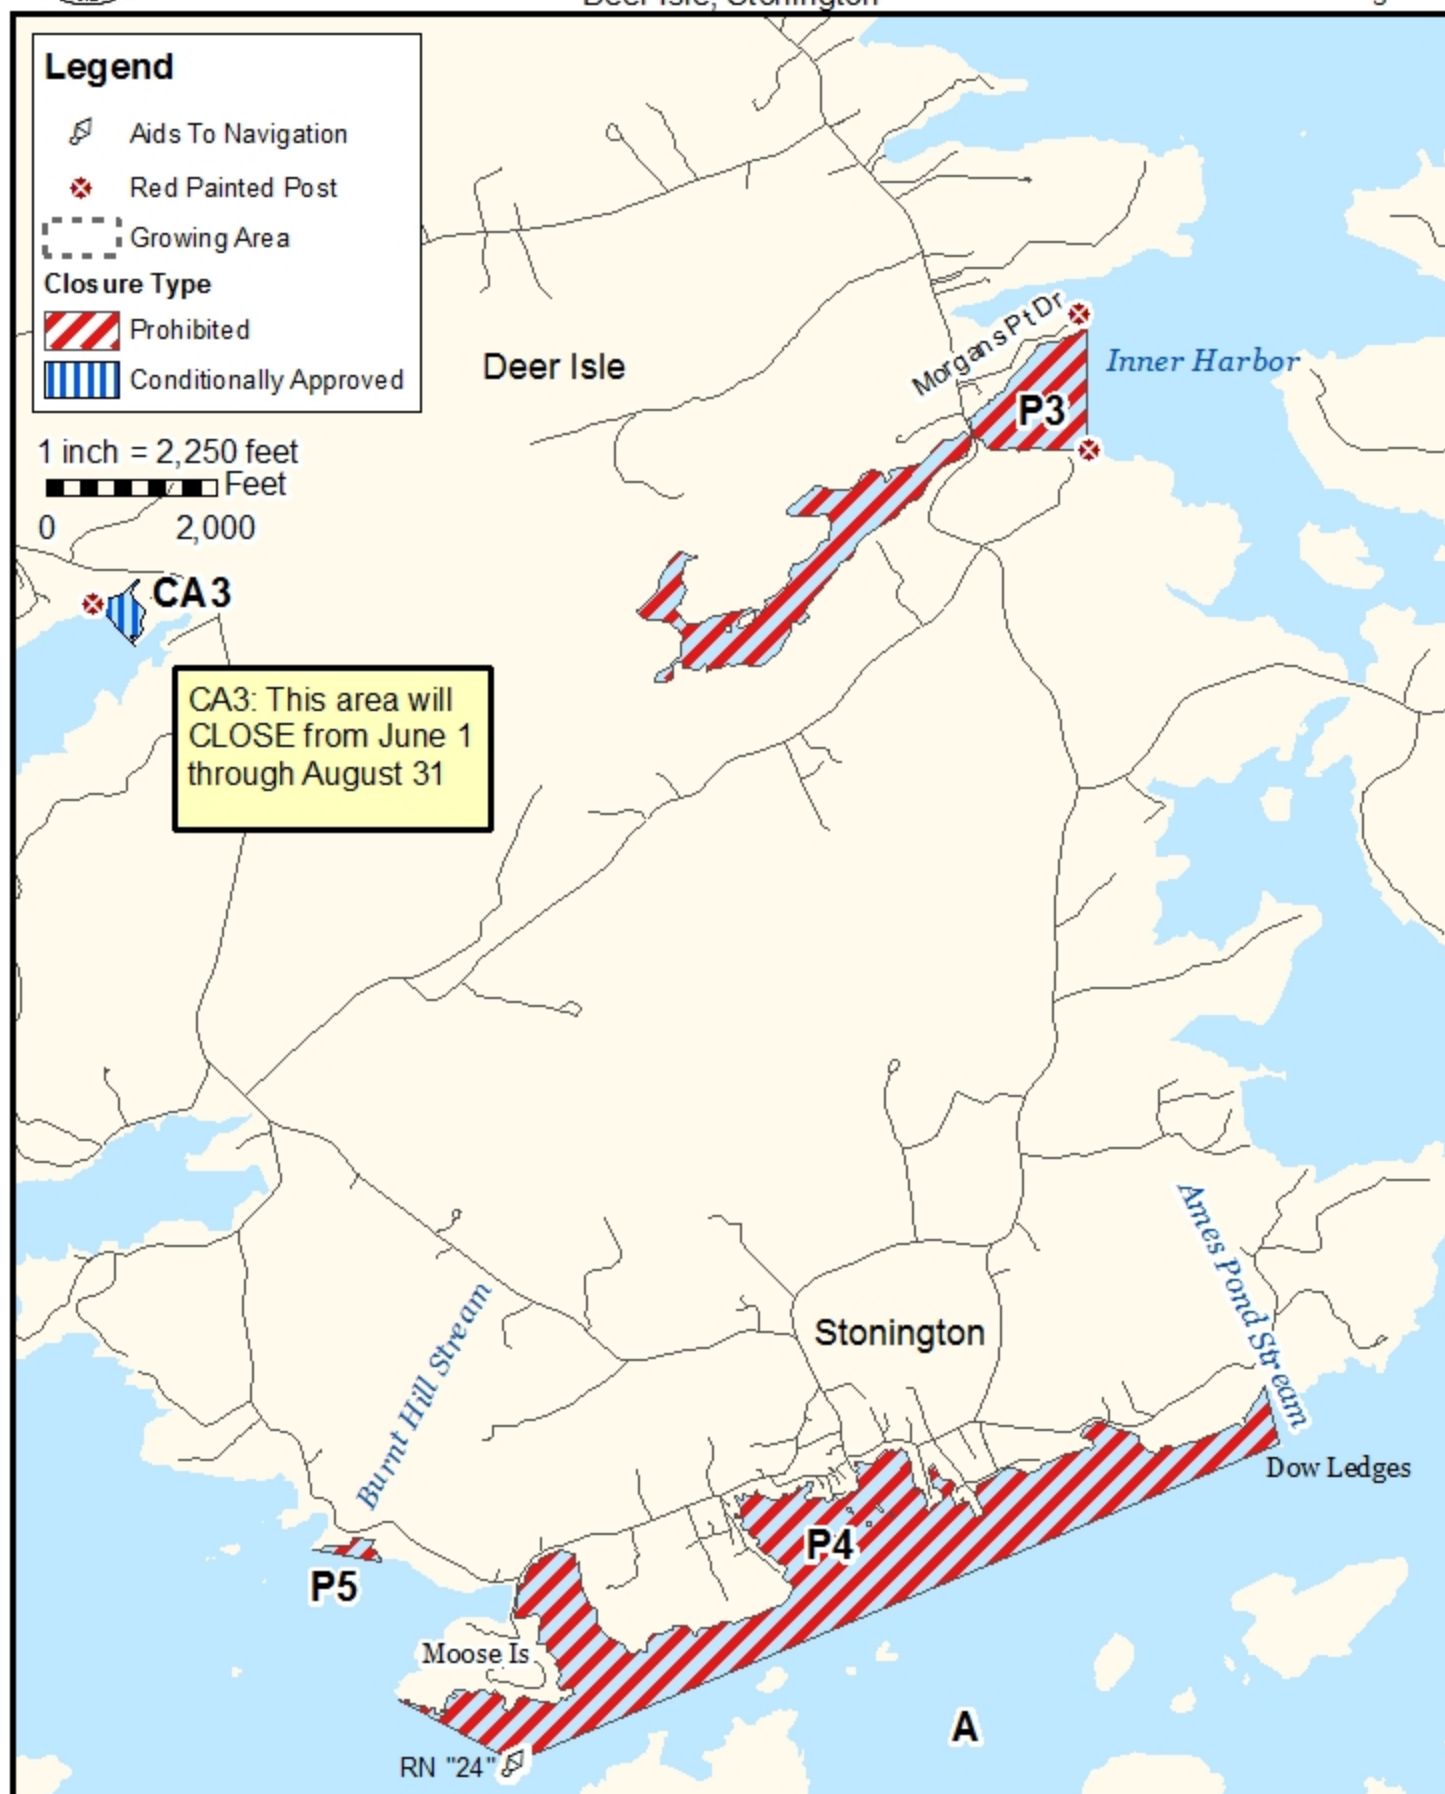 Deer Isle, Stonington
Legend
Aids To Navigation
Red Painted Post
Growing Area
Closure Type
Prohibited
Conditionally Approved
1 inch = 2,250 feet
Feet
0 2,000
Deer Isle
Morgans Pt Dr
Inner Harbor
P3
CA3
CA3: This area will
CLOSE from June 1
through August 31
Ames Pond Stream
Burnt Hill Stream
Stonington
Dow Ledges
P4
P5
Moose Is
A
RN "24"